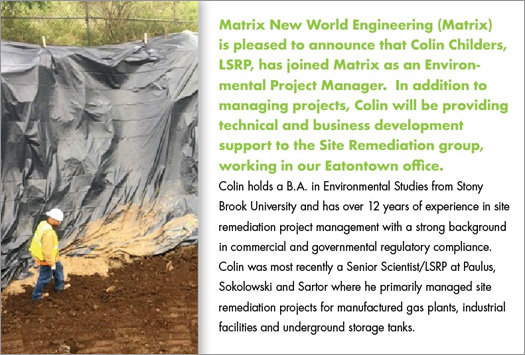 Matrix New World Engineering (Matrix)
is pleased to announce that Colin Childers,
LSRP, has joined Matrix as an Environ-
mental Project Manager.  In addition to
managing projects, Colin will be providing
technical and business development
support to the Site Remediation group,
working in our Eatontown office.
Colin holds a B.A. in Environmental Studies from Stony
Brook University and has over 12 years of experience in site
remediation project management with a strong background
in commercial and governmental regulatory compliance.
Colin was most recently a Senior Scientist/LSRP at Paulus,
Sokolowski and Sartor where he primarily managed site
remediation projects for manufactured gas plants, industrial
facilities and underground storage tanks.